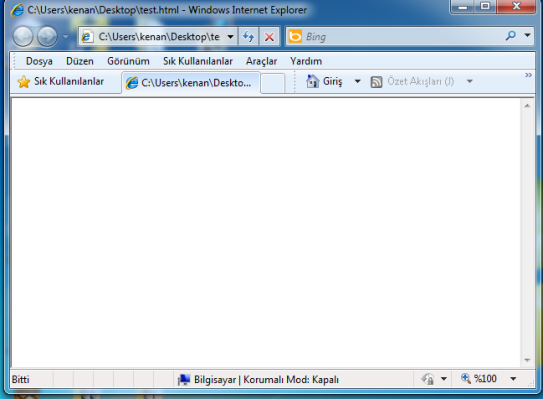 C:\Users\kenan\Desktop\test.html - Windows Internet Explorer
C:\Users\kenan\Desktop\te Bing
Dosya Düzen Görünüm Sık Kullanılanlar Araçlar Yardım
Sık Kullanılanlar C:\Users\kenan\Deskto... Giriş Özet Akışları (J) »
Bitti Bilgisayar | Korumalı Mod: Kapalı %100